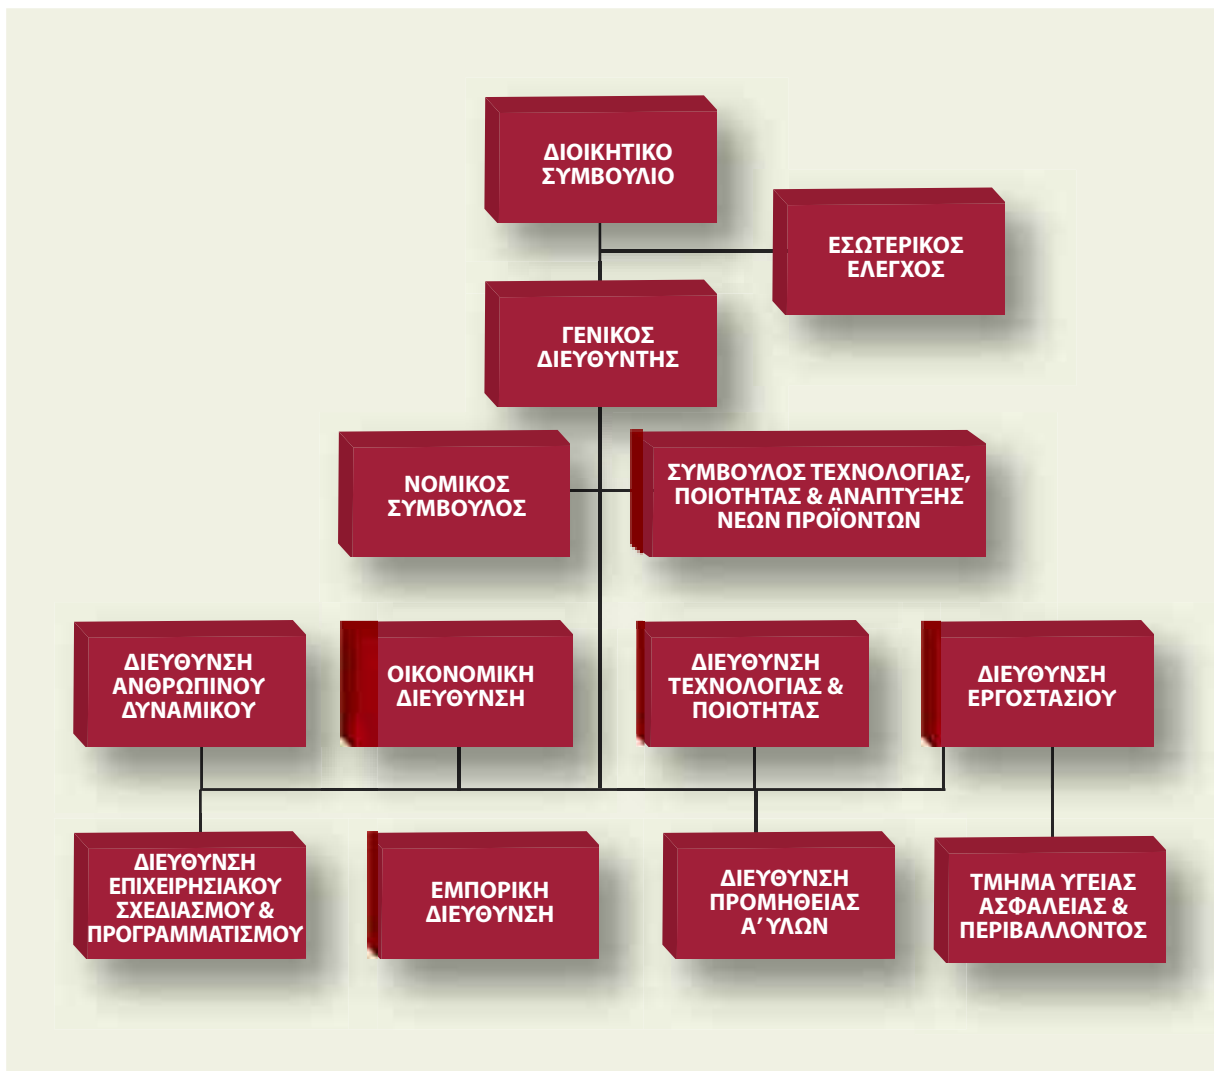 ΔΙΟΙΚΗΤΙΚΟ
ΣΥΜΒΟΥΛΙΟ
ΕΣΩΤΕΡΙΚΟΣ
ΕΛΕΓΧΟΣ
ΓΕΝΙΚΟΣ
ΔΙΕΥΘΥΝΤΗΣ
ΝΟΜΙΚΟΣ
ΣΥΜΒΟΥΛΟΣ
ΣΥΜΒΟΥΛΟΣ ΤΕΧΝΟΛΟΓΙΑΣ,
ΠΟΙΟΤΗΤΑΣ & ΑΝΑΠΤΥΞΗΣ
ΝΕΩΝ ΠΡΟΪΟΝΤΩΝ
ΔΙΕΥΘΥΝΣΗ
ΑΝΘΡΩΠΙΝΟΥ
ΔΥΝΑΜΙΚΟΥ
ΟΙΚΟΝΟΜΙΚΗ
ΔΙΕΥΘΥΝΣΗ
ΔΙΕΥΘΥΝΣΗ
ΤΕΧΝΟΛΟΓΙΑΣ &
ΠΟΙΟΤΗΤΑΣ
ΔΙΕΥΘΥΝΣΗ
ΕΡΓΟΣΤΑΣΙΟΥ
ΔΙΕΥΘΥΝΣΗ
ΕΠΙΧΕΙΡΗΣΙΑΚΟΥ
ΣΧΕΔΙΑΣΜΟΥ &
ΠΡΟΓΡΑΜΜΑΤΙΣΜΟΥ
ΕΜΠΟΡΙΚΗ
ΔΙΕΥΘΥΝΣΗ
ΔΙΕΥΘΥΝΣΗ
ΠΡΟΜΗΘΕΙΑΣ
Α’ ΥΛΩΝ
ΤΜΗΜΑ ΥΓΕΙΑΣ
ΑΣΦΑΛΕΙΑΣ &
ΠΕΡΙΒΑΛΛΟΝΤΟΣ